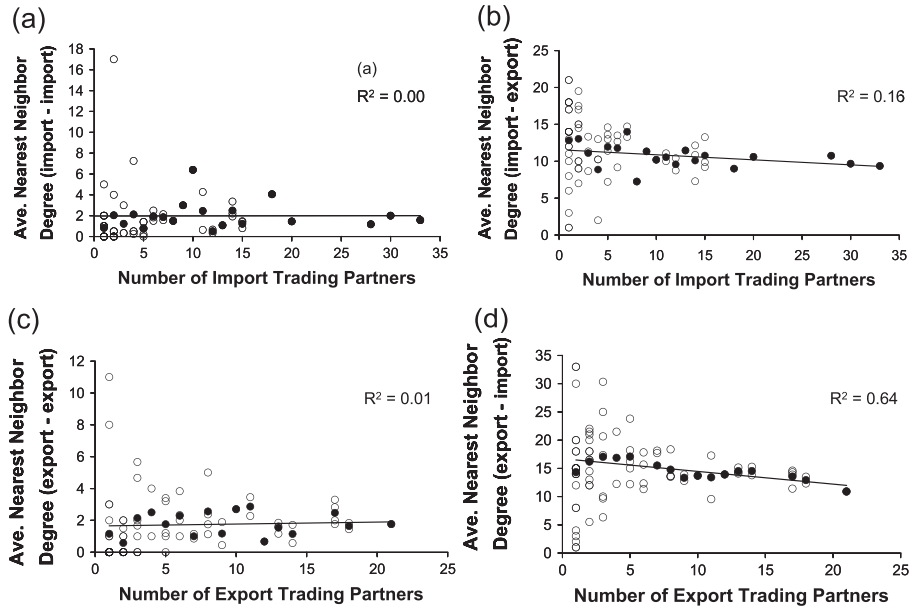 (a)
Ave. Nearest Neighbor
Degree (import - import)
18
16
14
12
10
8
6
4
2
0
(a)
R² = 0.00
0 5 10 15 20 25 30 35
Number of Import Trading Partners
(b)
Ave. Nearest Neighbor
Degree (import - export)
25
20
15
10
5
0
R² = 0.16
0 5 10 15 20 25 30 35
Number of Import Trading Partners
(c)
Ave. Nearest Neighbor
Degree (export - export)
12
10
8
6
4
2
0
R² = 0.01
0 5 10 15 20 25
Number of Export Trading Partners
(d)
Ave. Nearest Neighbor
Degree (export - import)
35
30
25
20
15
10
5
0
R² = 0.64
0 5 10 15 20 25
Number of Export Trading Partners